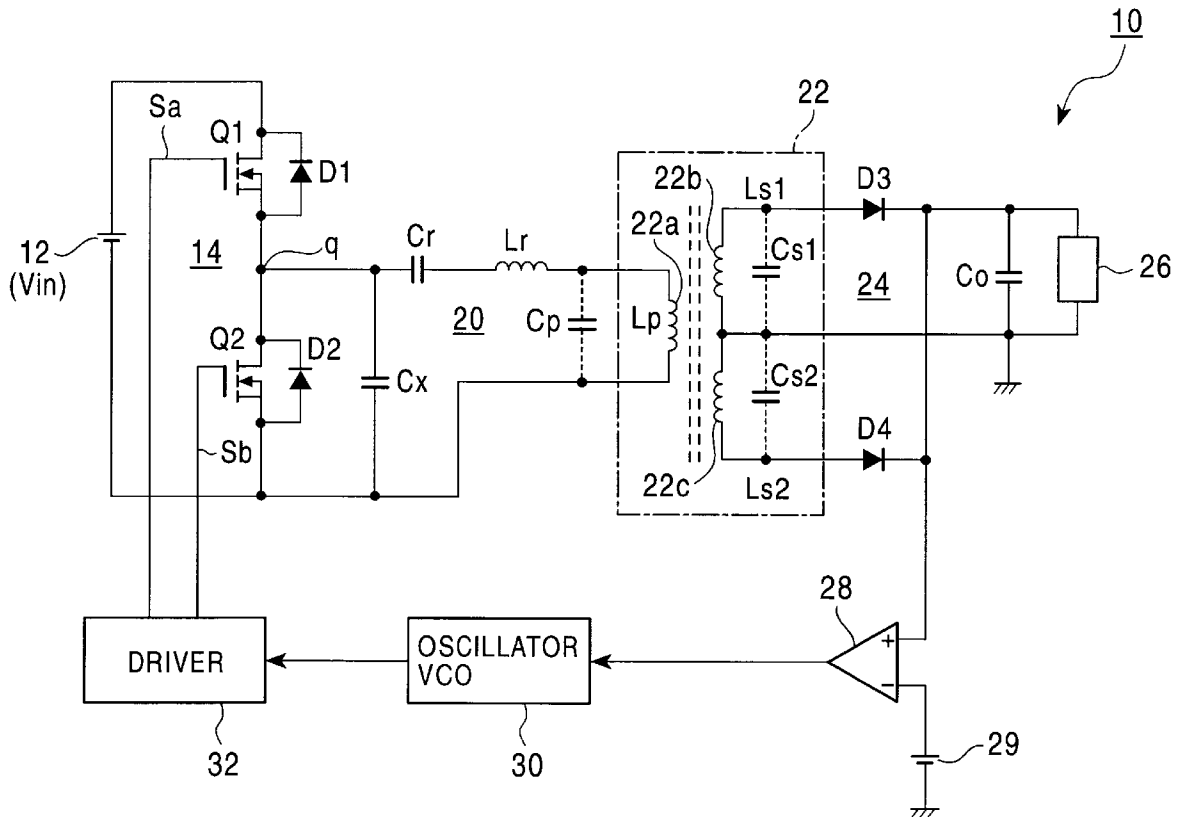 10
22
Sa
Q1
D1
22b
Ls1
D3
22a
12
(Vin)
14
q
Cr
Lr
Cs1
24
Co
26
20
Cp
Lp
Q2
D2
Cx
Cs2
D4
Sb
22c
Ls2
28
+
−
DRIVER
OSCILLATOR
VCO
32
30
29